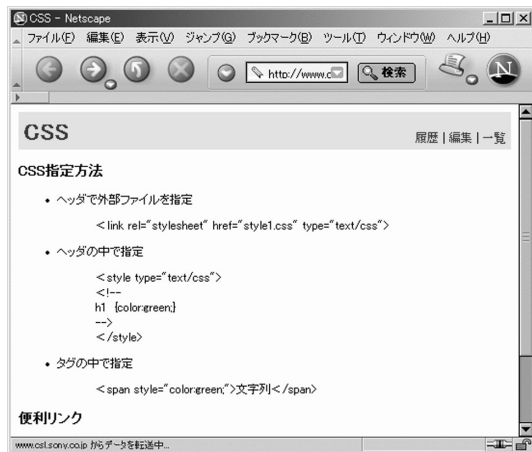 CSS - Netscape
ファイル(F) 編集(E) 表示(V) ジャンプ(G) ブックマーク(B) ツール(T) ウィンドウ(W) ヘルプ(H)
http://www.c 検索
N
CSS
履歴 | 編集 | 一覧
CSS指定方法
• ヘッダで外部ファイルを指定
<link rel="stylesheet" href="style1.css" type="text/css">
• ヘッダの中で指定
<style type="text/css">
<!--
h1 {color:green;}
-->
</style>
• タグの中で指定
<span style="color:green;">文字列</span>
便利リンク
www.csl.sony.co.jp からデータを転送中...